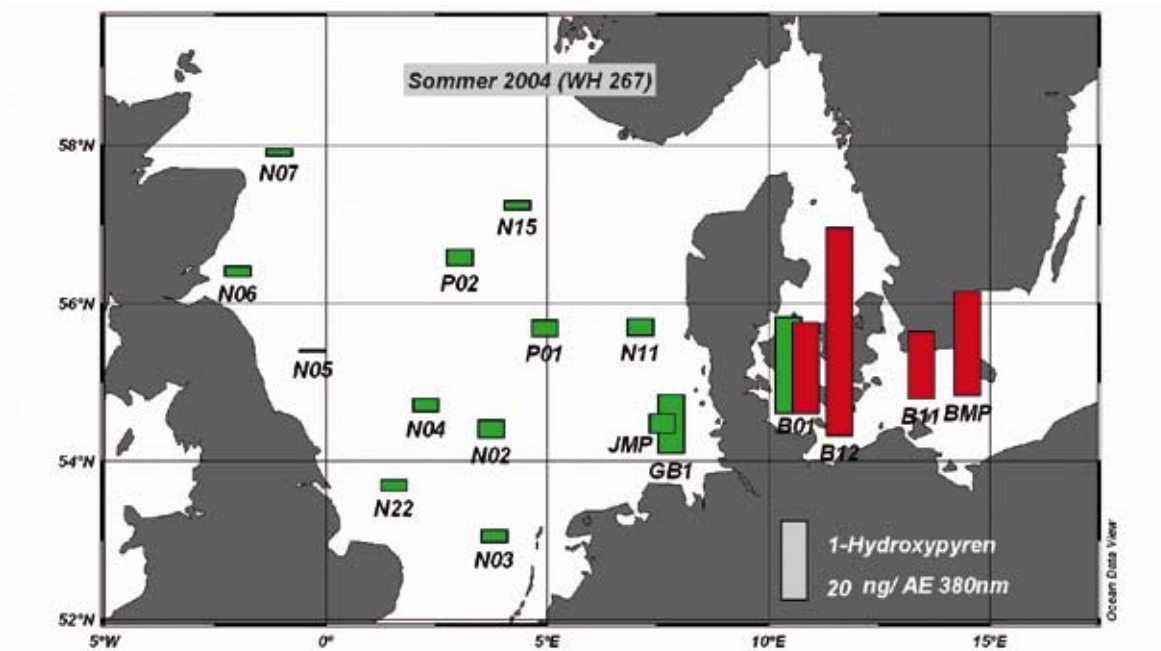 Sommer 2004 (WH 267)
58°N
N07
N15
P02
N06
56°N
P01
N11
N05
N04
N02
JMP
GB1
B01
B12
B11
BMP
54°N
N22
N03
1-Hydroxypyren
20 ng/ AE 380nm
52°N
5°W
0°
5°E
10°E
15°E
Ocean Data View